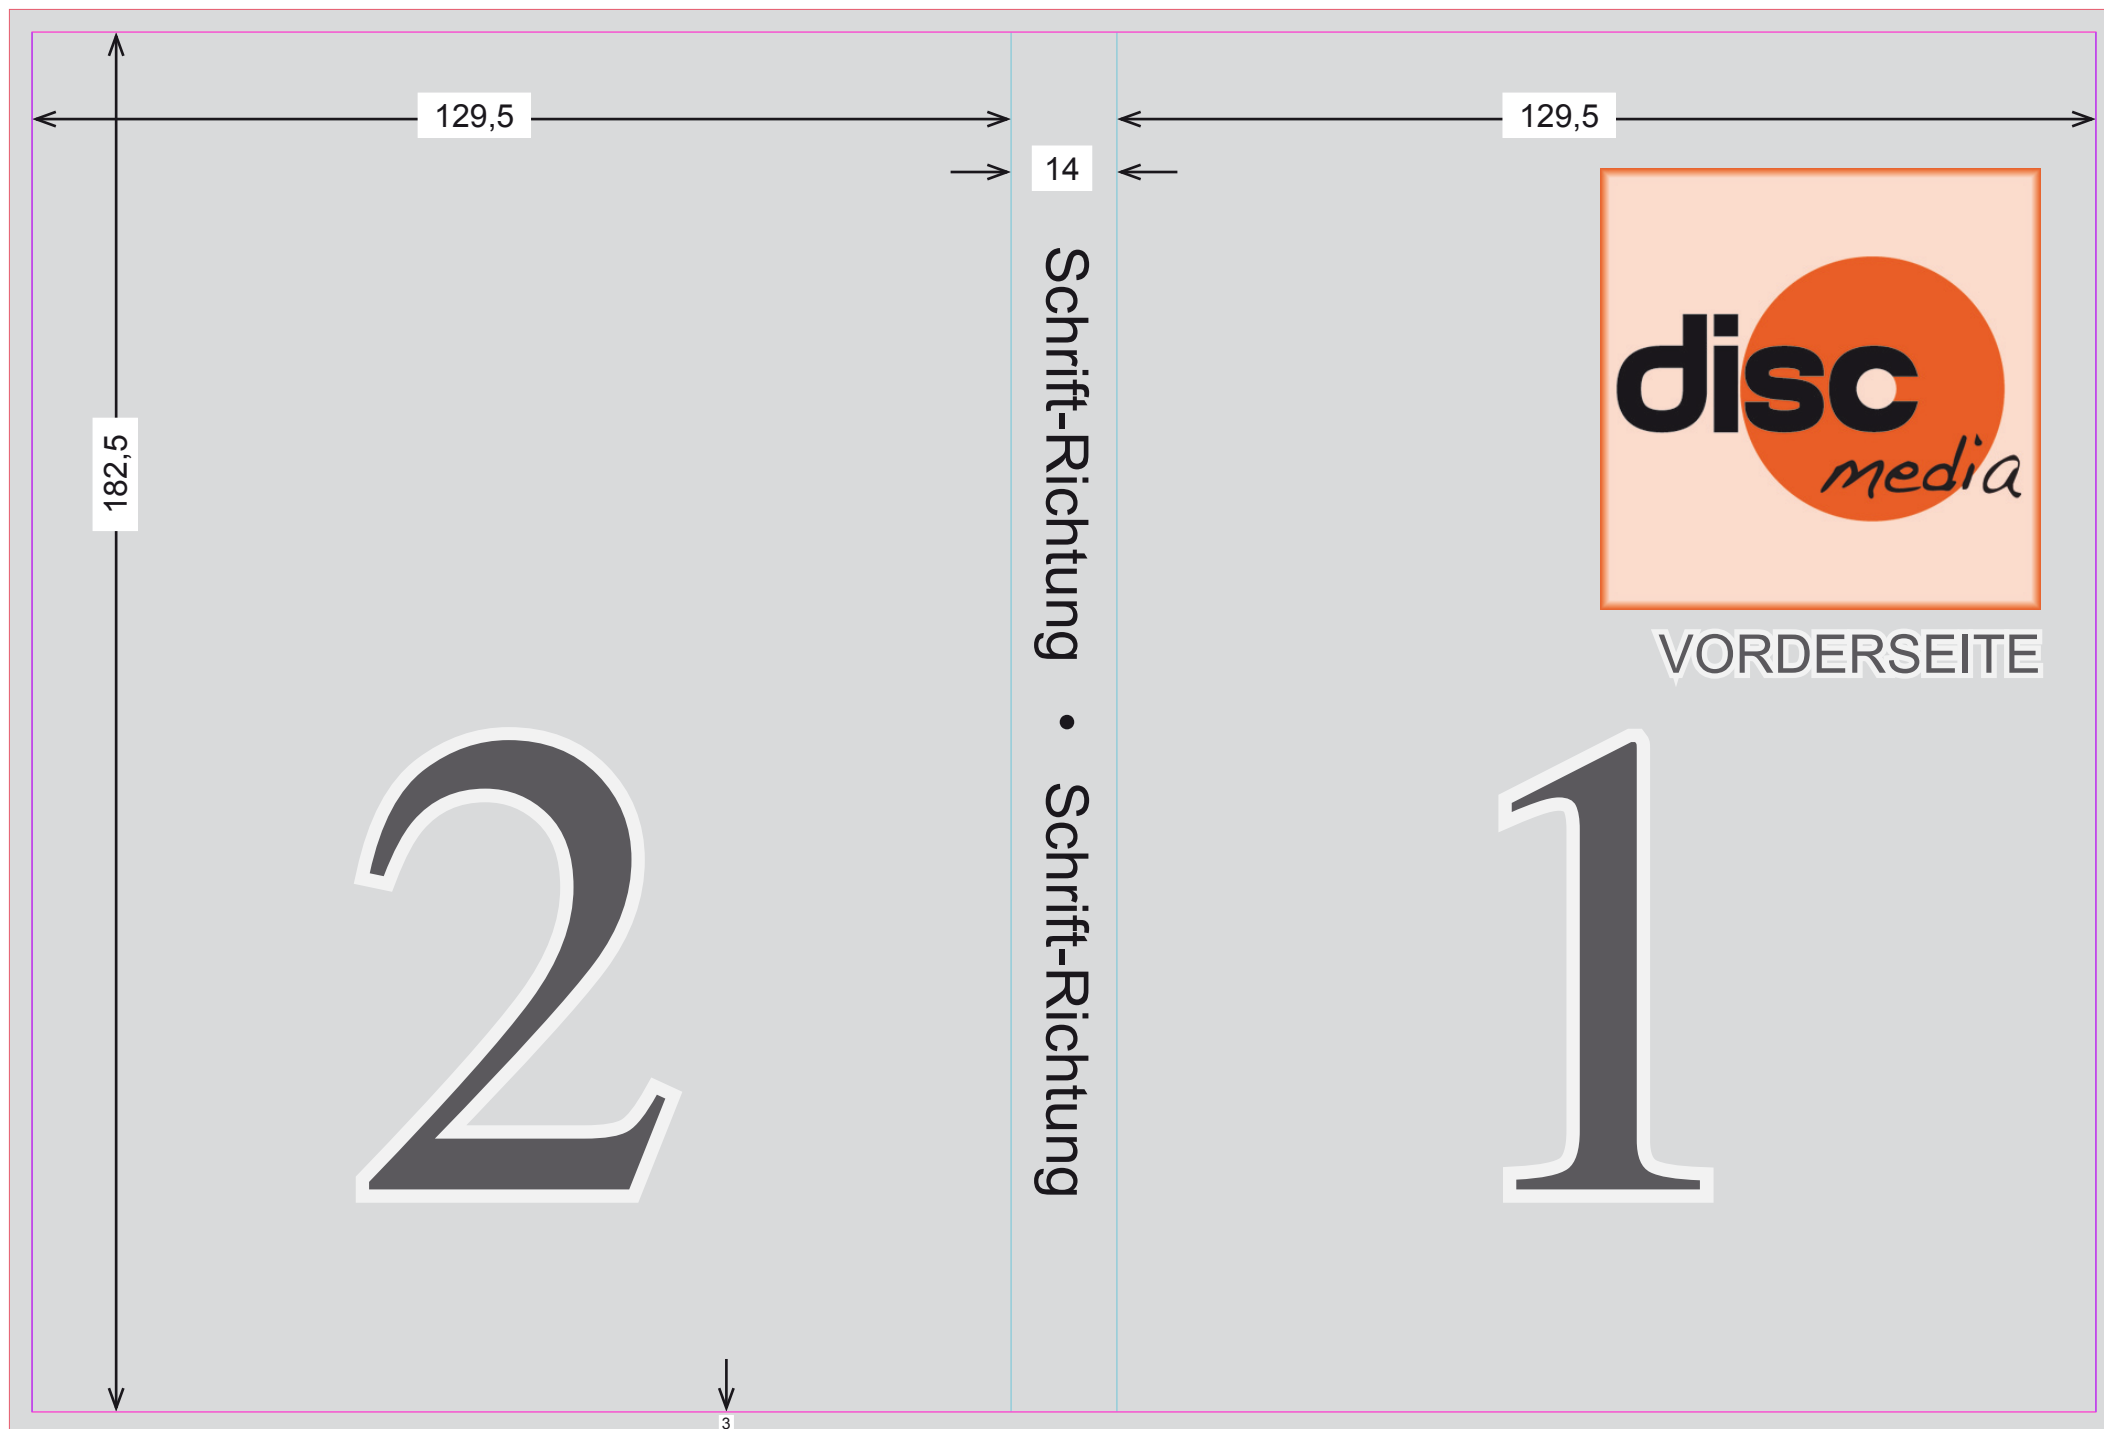 129,5
129,5
14
182,5
Schrift-Richtung • Schrift-Richtung
disc
media
VORDERSEITE
2
1
3